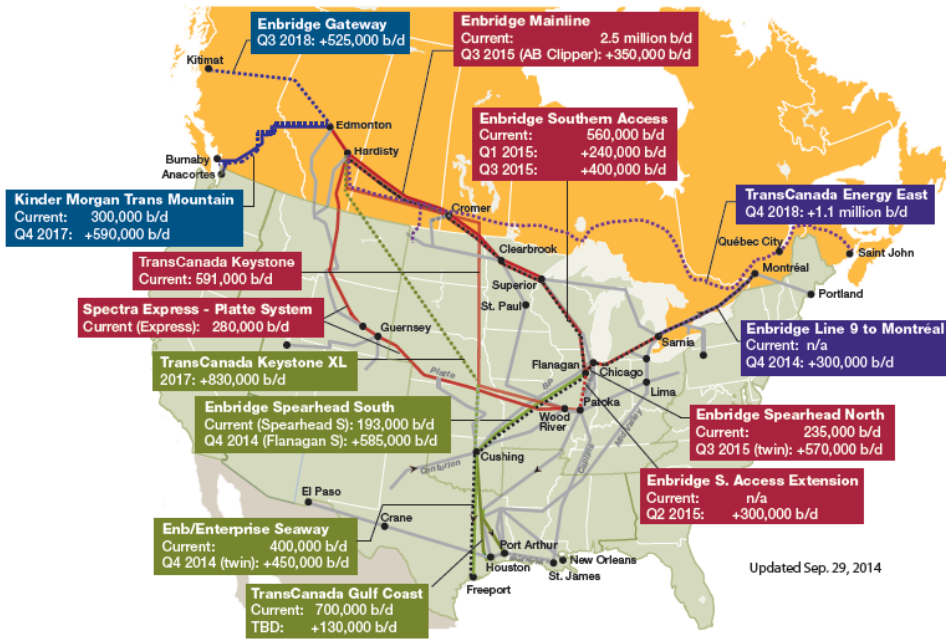 Enbridge Gateway
Q3 2018: +525,000 b/d
Enbridge Mainline
Current: 2.5 million b/d
Q3 2015 (AB Clipper): +350,000 b/d
Kitimat
Edmonton
Hardisty
Burnaby
Anacortes
Enbridge Southern Access
Current: 560,000 b/d
Q1 2015: +240,000 b/d
Q3 2015: +400,000 b/d
Kinder Morgan Trans Mountain
Current: 300,000 b/d
Q4 2017: +590,000 b/d
Cromer
TransCanada Energy East
Q4 2018: +1.1 million b/d
Québec City
Saint John
Montréal
Portland
Clearbrook
Superior
St. Paul
TransCanada Keystone
Current: 591,000 b/d
Spectra Express - Platte System
Current (Express): 280,000 b/d
Guernsey
Sarnia
Enbridge Line 9 to Montréal
Current: n/a
Q4 2014: +300,000 b/d
TransCanada Keystone XL
2017: +830,000 b/d
Platte
BP
Flanagan
Chicago
Lima
Enbridge Spearhead South
Current (Spearhead S): 193,000 b/d
Q4 2014 (Flanagan S): +585,000 b/d
Wood
River
Patoka
Midvalley
Enbridge Spearhead North
Current: 235,000 b/d
Q3 2015 (twin): +570,000 b/d
Cushing
Centurion
Enbridge S. Access Extension
Current: n/a
Q2 2015: +300,000 b/d
El Paso
Crane
Enb/Enterprise Seaway
Current: 400,000 b/d
Q4 2014 (twin): +450,000 b/d
Port Arthur
Houston
New Orleans
St. James
Freeport
TransCanada Gulf Coast
Current: 700,000 b/d
TBD: +130,000 b/d
Updated Sep. 29, 2014